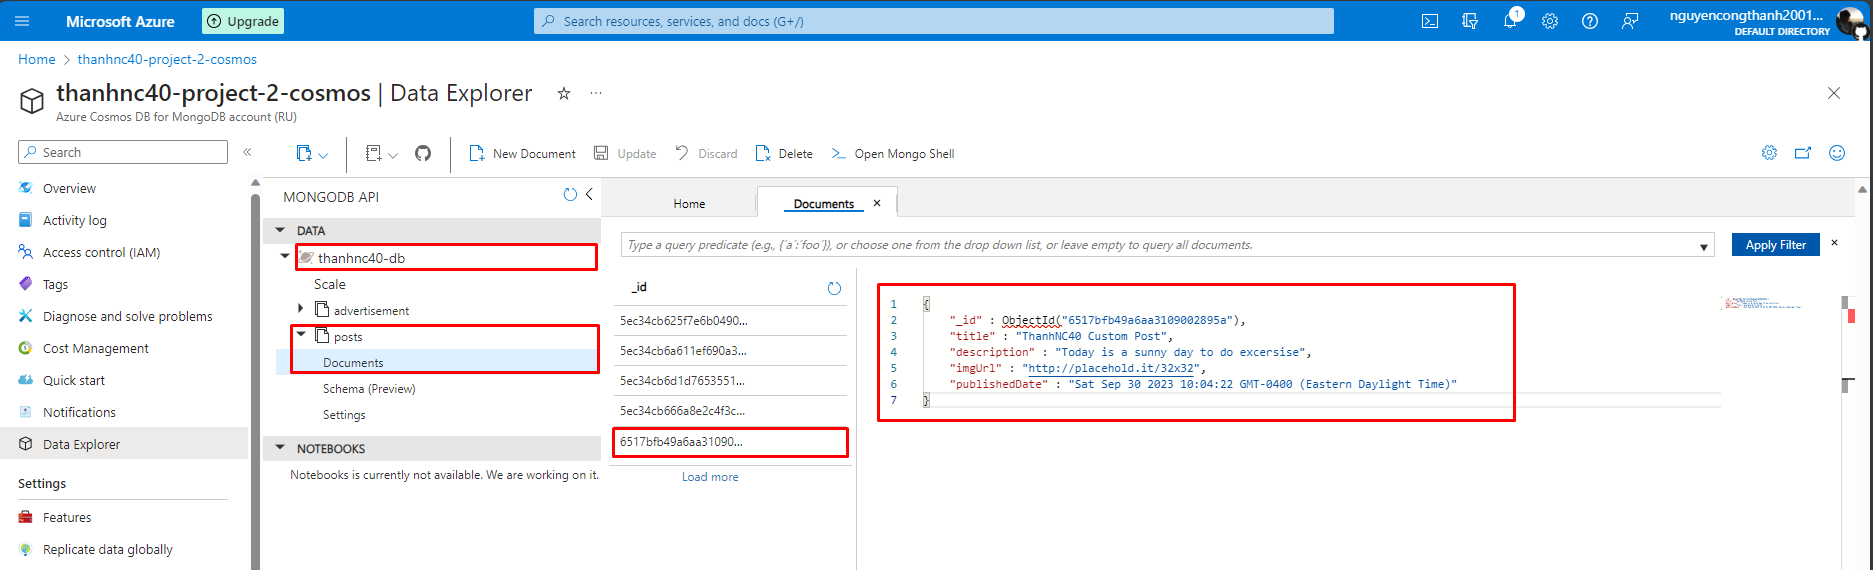 Microsoft Azure
Upgrade
Search resources, services, and docs (G+/)
1
nguyencongthanh2001...
DEFAULT DIRECTORY
Home > thanhnc40-project-2-cosmos
thanhnc40-project-2-cosmos | Data Explorer
Azure Cosmos DB for MongoDB account (RU)
Search
New Document
Update
Discard
Delete
Open Mongo Shell
Overview
Activity log
Access control (IAM)
Tags
Diagnose and solve problems
Cost Management
Quick start
Notifications
Data Explorer
Settings
Features
Replicate data globally
MONGODB API
DATA
thanhnc40-db
Scale
advertisement
posts
Documents
Schema (Preview)
Settings
NOTEBOOKS
Notebooks is currently not available. We are working on it.
Home
Documents
Type a query predicate (e.g., {´a´:´foo´}), or choose one from the drop down list, or leave empty to query all documents.
Apply Filter
_id
5ec34cb625f7e6b0490...
5ec34cb6a611ef690a3...
5ec34cb6d1d7653551...
5ec34cb666a8e2c4f3c...
6517bfb49a6aa31090...
Load more
1 {
2 "_id" : ObjectId("6517bfb49a6aa3109002895a"),
3 "title" : "ThanhNC40 Custom Post",
4 "description" : "Today is a sunny day to do excersise",
5 "imgUrl" : "http://placehold.it/32x32",
6 "publishedDate" : "Sat Sep 30 2023 10:04:22 GMT-0400 (Eastern Daylight Time)"
7 }